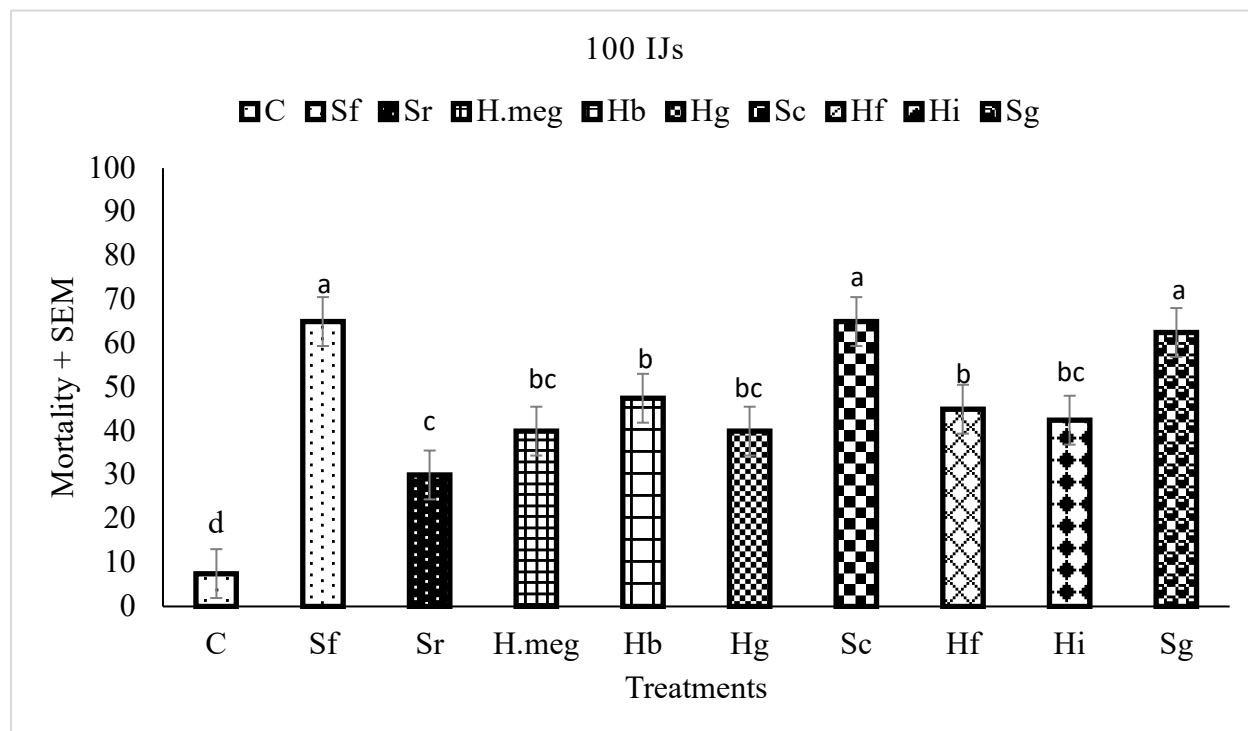 100 IJs
C Sf Sr H.meg Hb Hg Sc Hf Hi Sg
100
90
80
70
60
50
40
30
20
10
0
Mortality + SEM
d
a
c
bc
b
bc
a
b
bc
a
C Sf Sr H.meg Hb Hg Sc Hf Hi Sg
Treatments